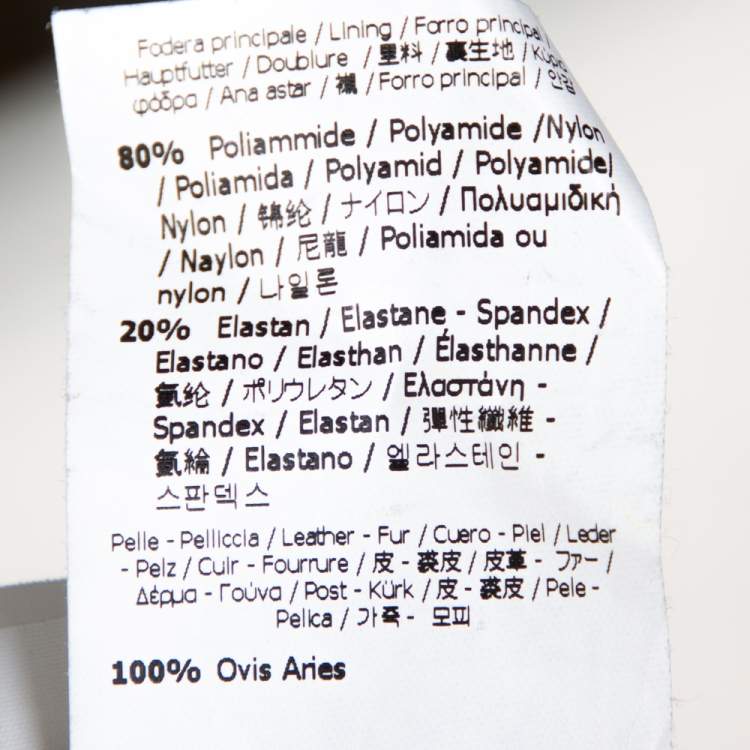 Fodera principale / Lining / Forro principal /
Hauptfutter / Doublure / 里料 / 裏生地 /
φόδρα / Ana astar / 襯 / Forro principal / 안감
80% Poliammide / Polyamide /Nylon
/ Poliamida / Polyamid / Polyamide/
Nylon / 锦纶 / ナイロン / Πολυαμιδική
/ Naylon / 尼龍 / Poliamida ou
nylon / 나일론
20% Elastan / Elastane - Spandex /
Elastano / Elasthan / Élasthanne /
氨纶 / ポリウレタン / Ελαστάνη -
Spandex / Elastan / 彈性纖維 -
氨綸 / Elastano / 엘라스테인 -
스판덱스
Pelle - Pelliccia / Leather - Fur / Cuero - Piel / Leder
- Pelz / Cuir - Fourrure / 皮 - 裘皮 / 皮革 - ファー /
Δέρμα - Γούνα / Post - Kürk / 皮 - 裘皮 / Pele -
Pelica / 가죽 - 모피
100% Ovis Aries